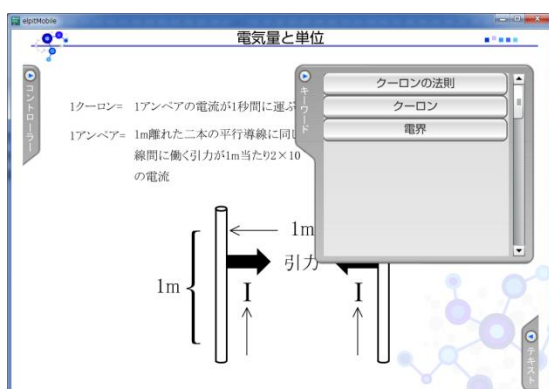 elpitMobile
電気量と単位
コントローラー
キーワード
クーロンの法則
クーロン
電界
1クーロン= 1アンペアの電流が1秒間に運ぶ
1アンペア= 1m離れた二本の平行導線に同じ
線間に働く引力が1m当たり2×10
の電流
1m
引力
1m
I
I
テキスト